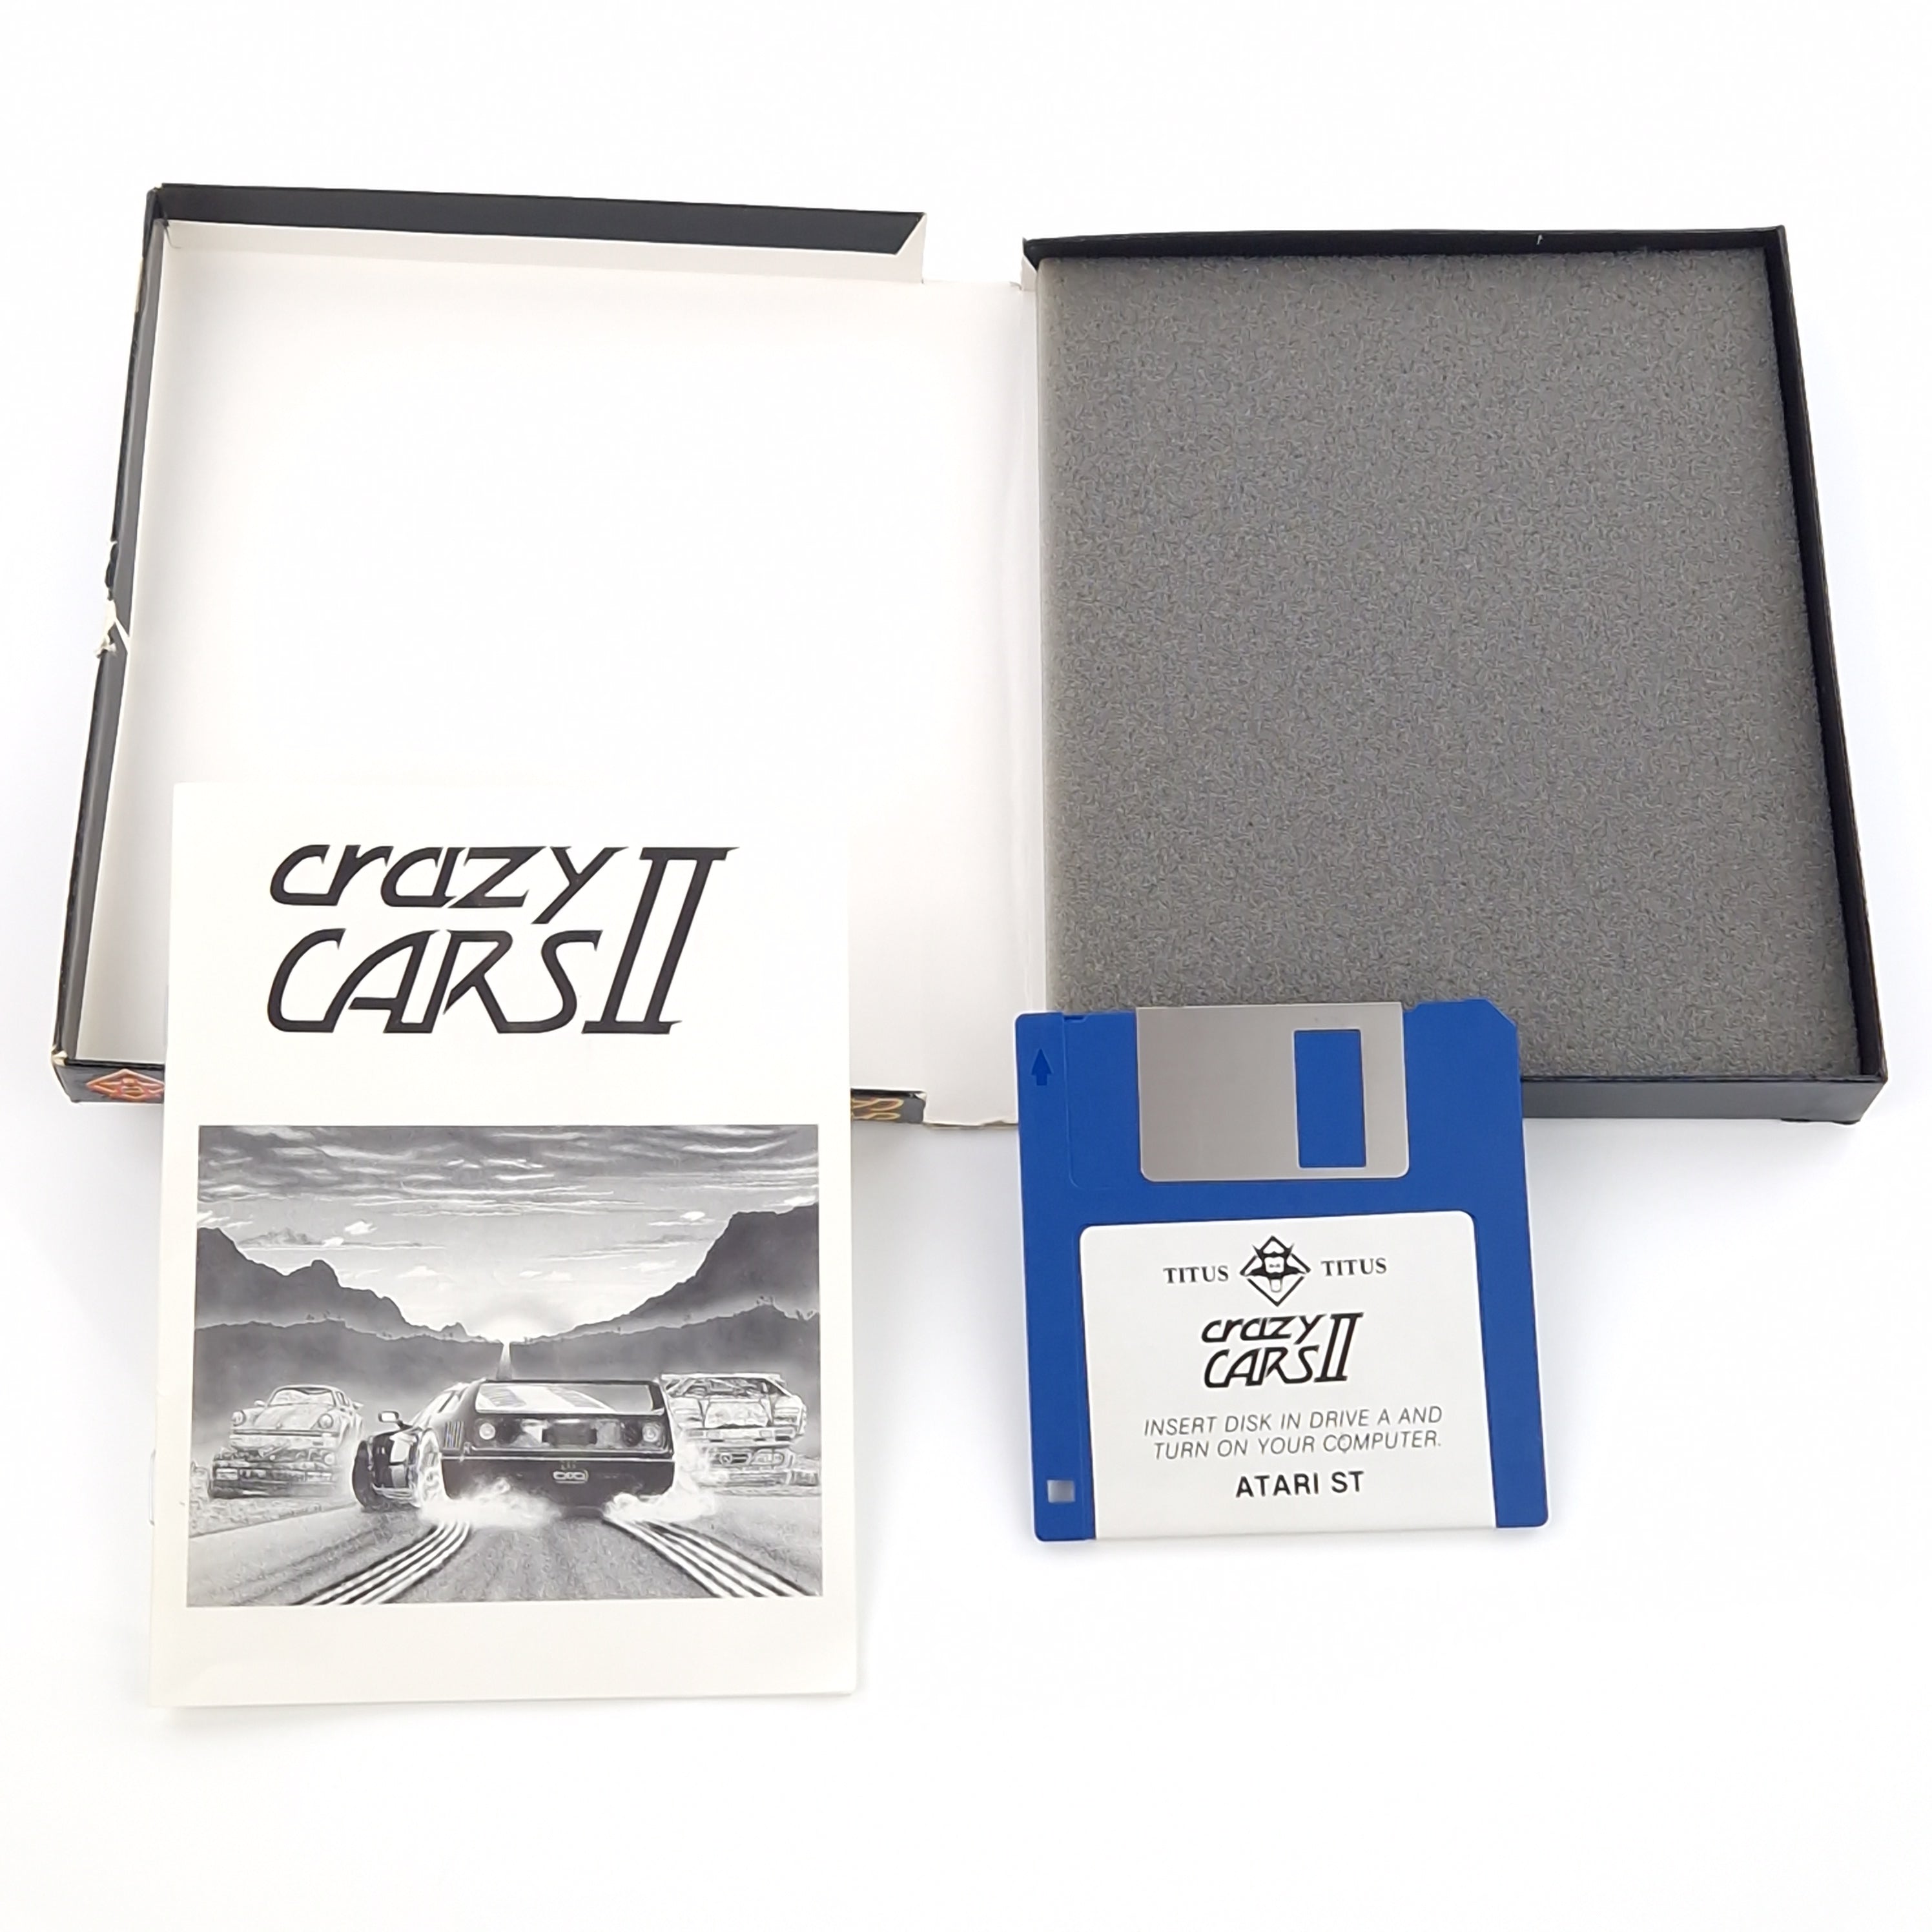 crazy
CARS II
TITUS TITUS
crazy
CARS II
INSERT DISK IN DRIVE A AND
TURN ON YOUR COMPUTER.
ATARI ST